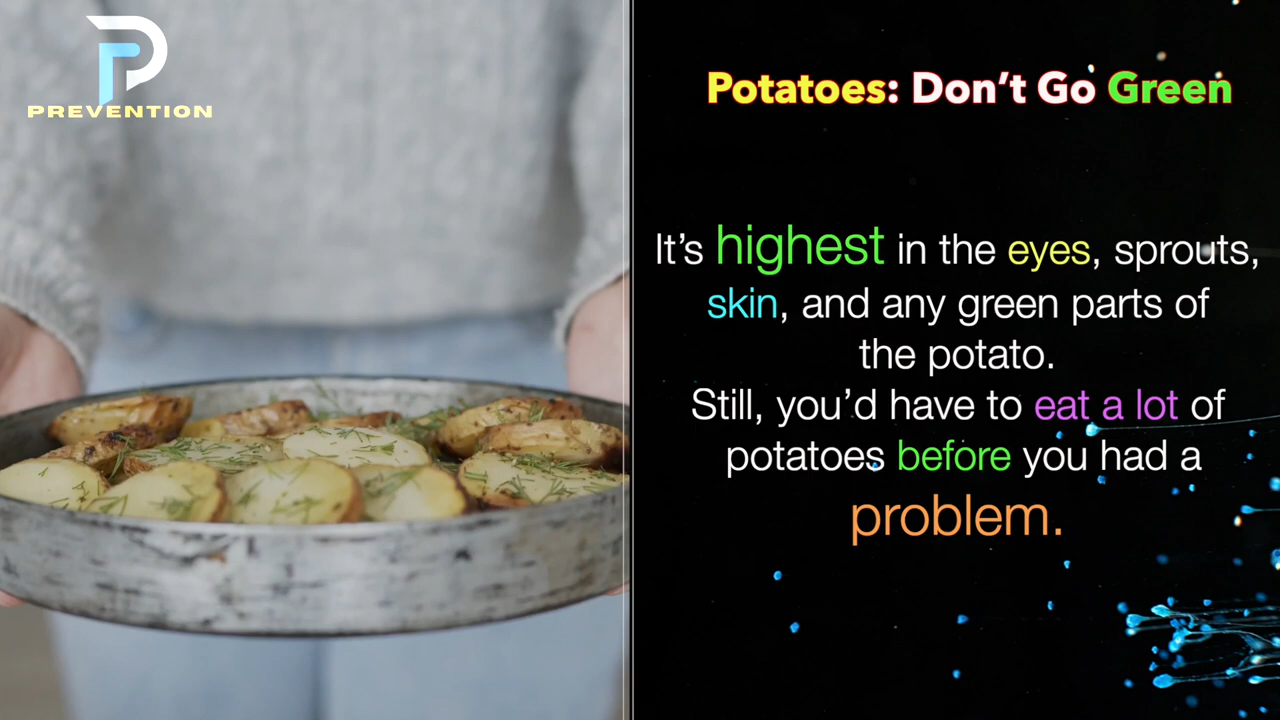 PREVENTION
Potatoes: Don’t Go Green
It’s highest in the eyes, sprouts,
skin, and any green parts of
the potato.
Still, you’d have to eat a lot of
potatoes before you had a
problem.